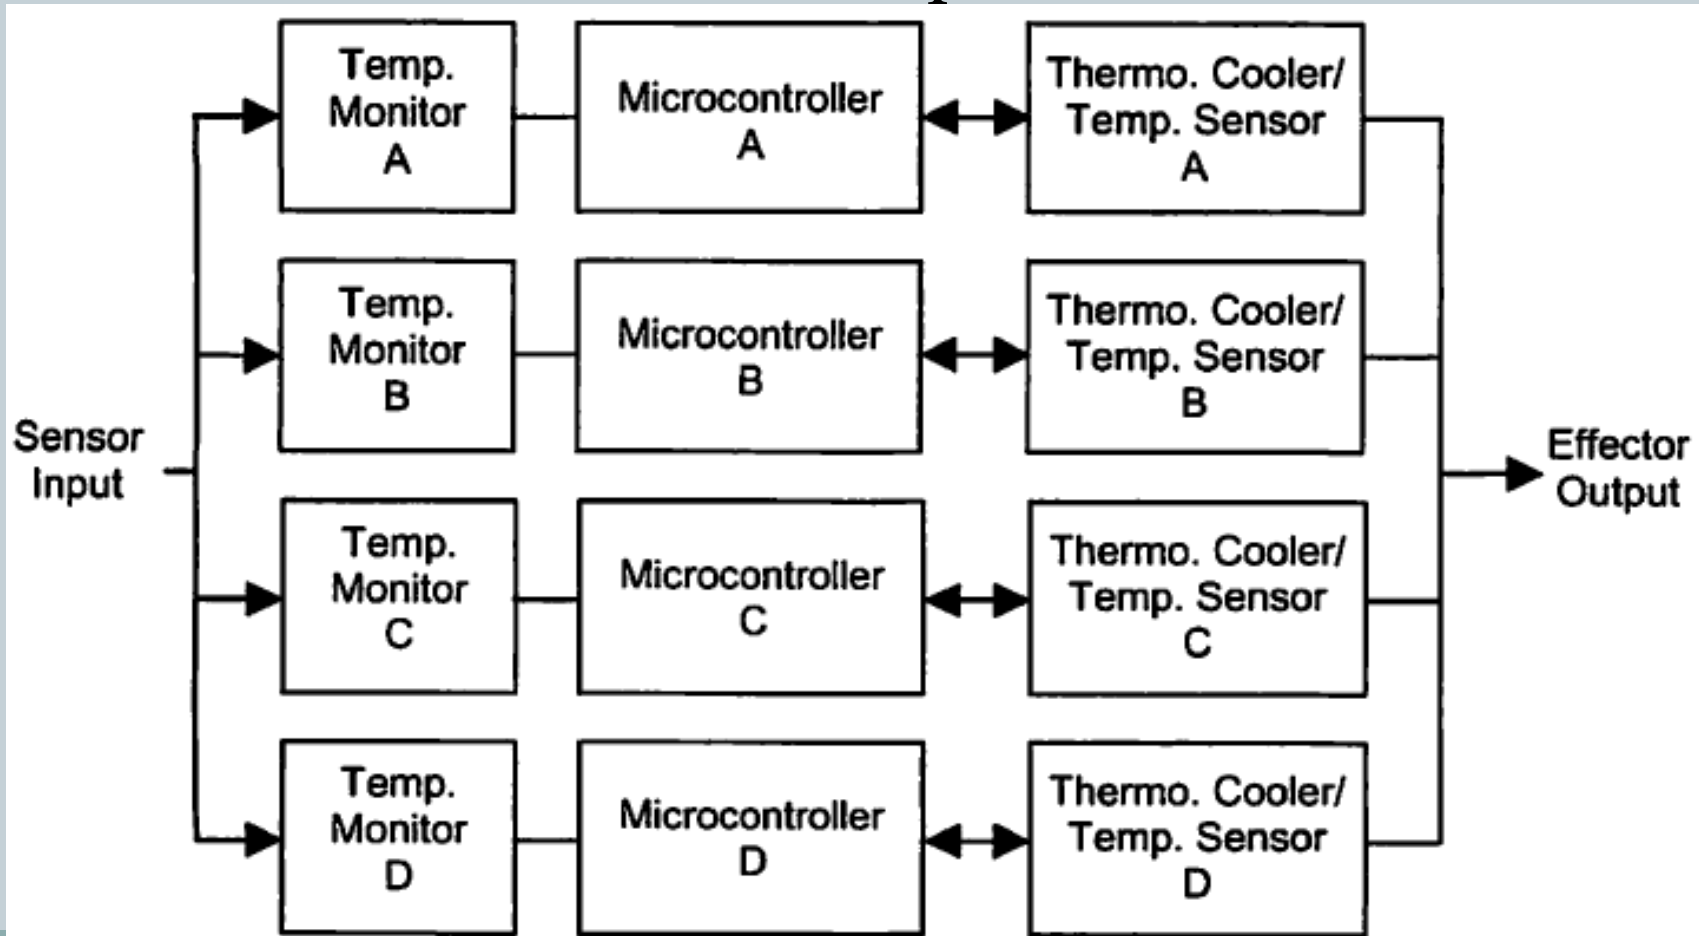 Temp.
Monitor
A
Microcontroller
A
Thermo. Cooler/
Temp. Sensor
A
Temp.
Monitor
B
Microcontroller
B
Thermo. Cooler/
Temp. Sensor
B
Sensor
Input
Effector
Output
Temp.
Monitor
C
Microcontroller
C
Thermo. Cooler/
Temp. Sensor
C
Temp.
Monitor
D
Microcontroller
D
Thermo. Cooler/
Temp. Sensor
D